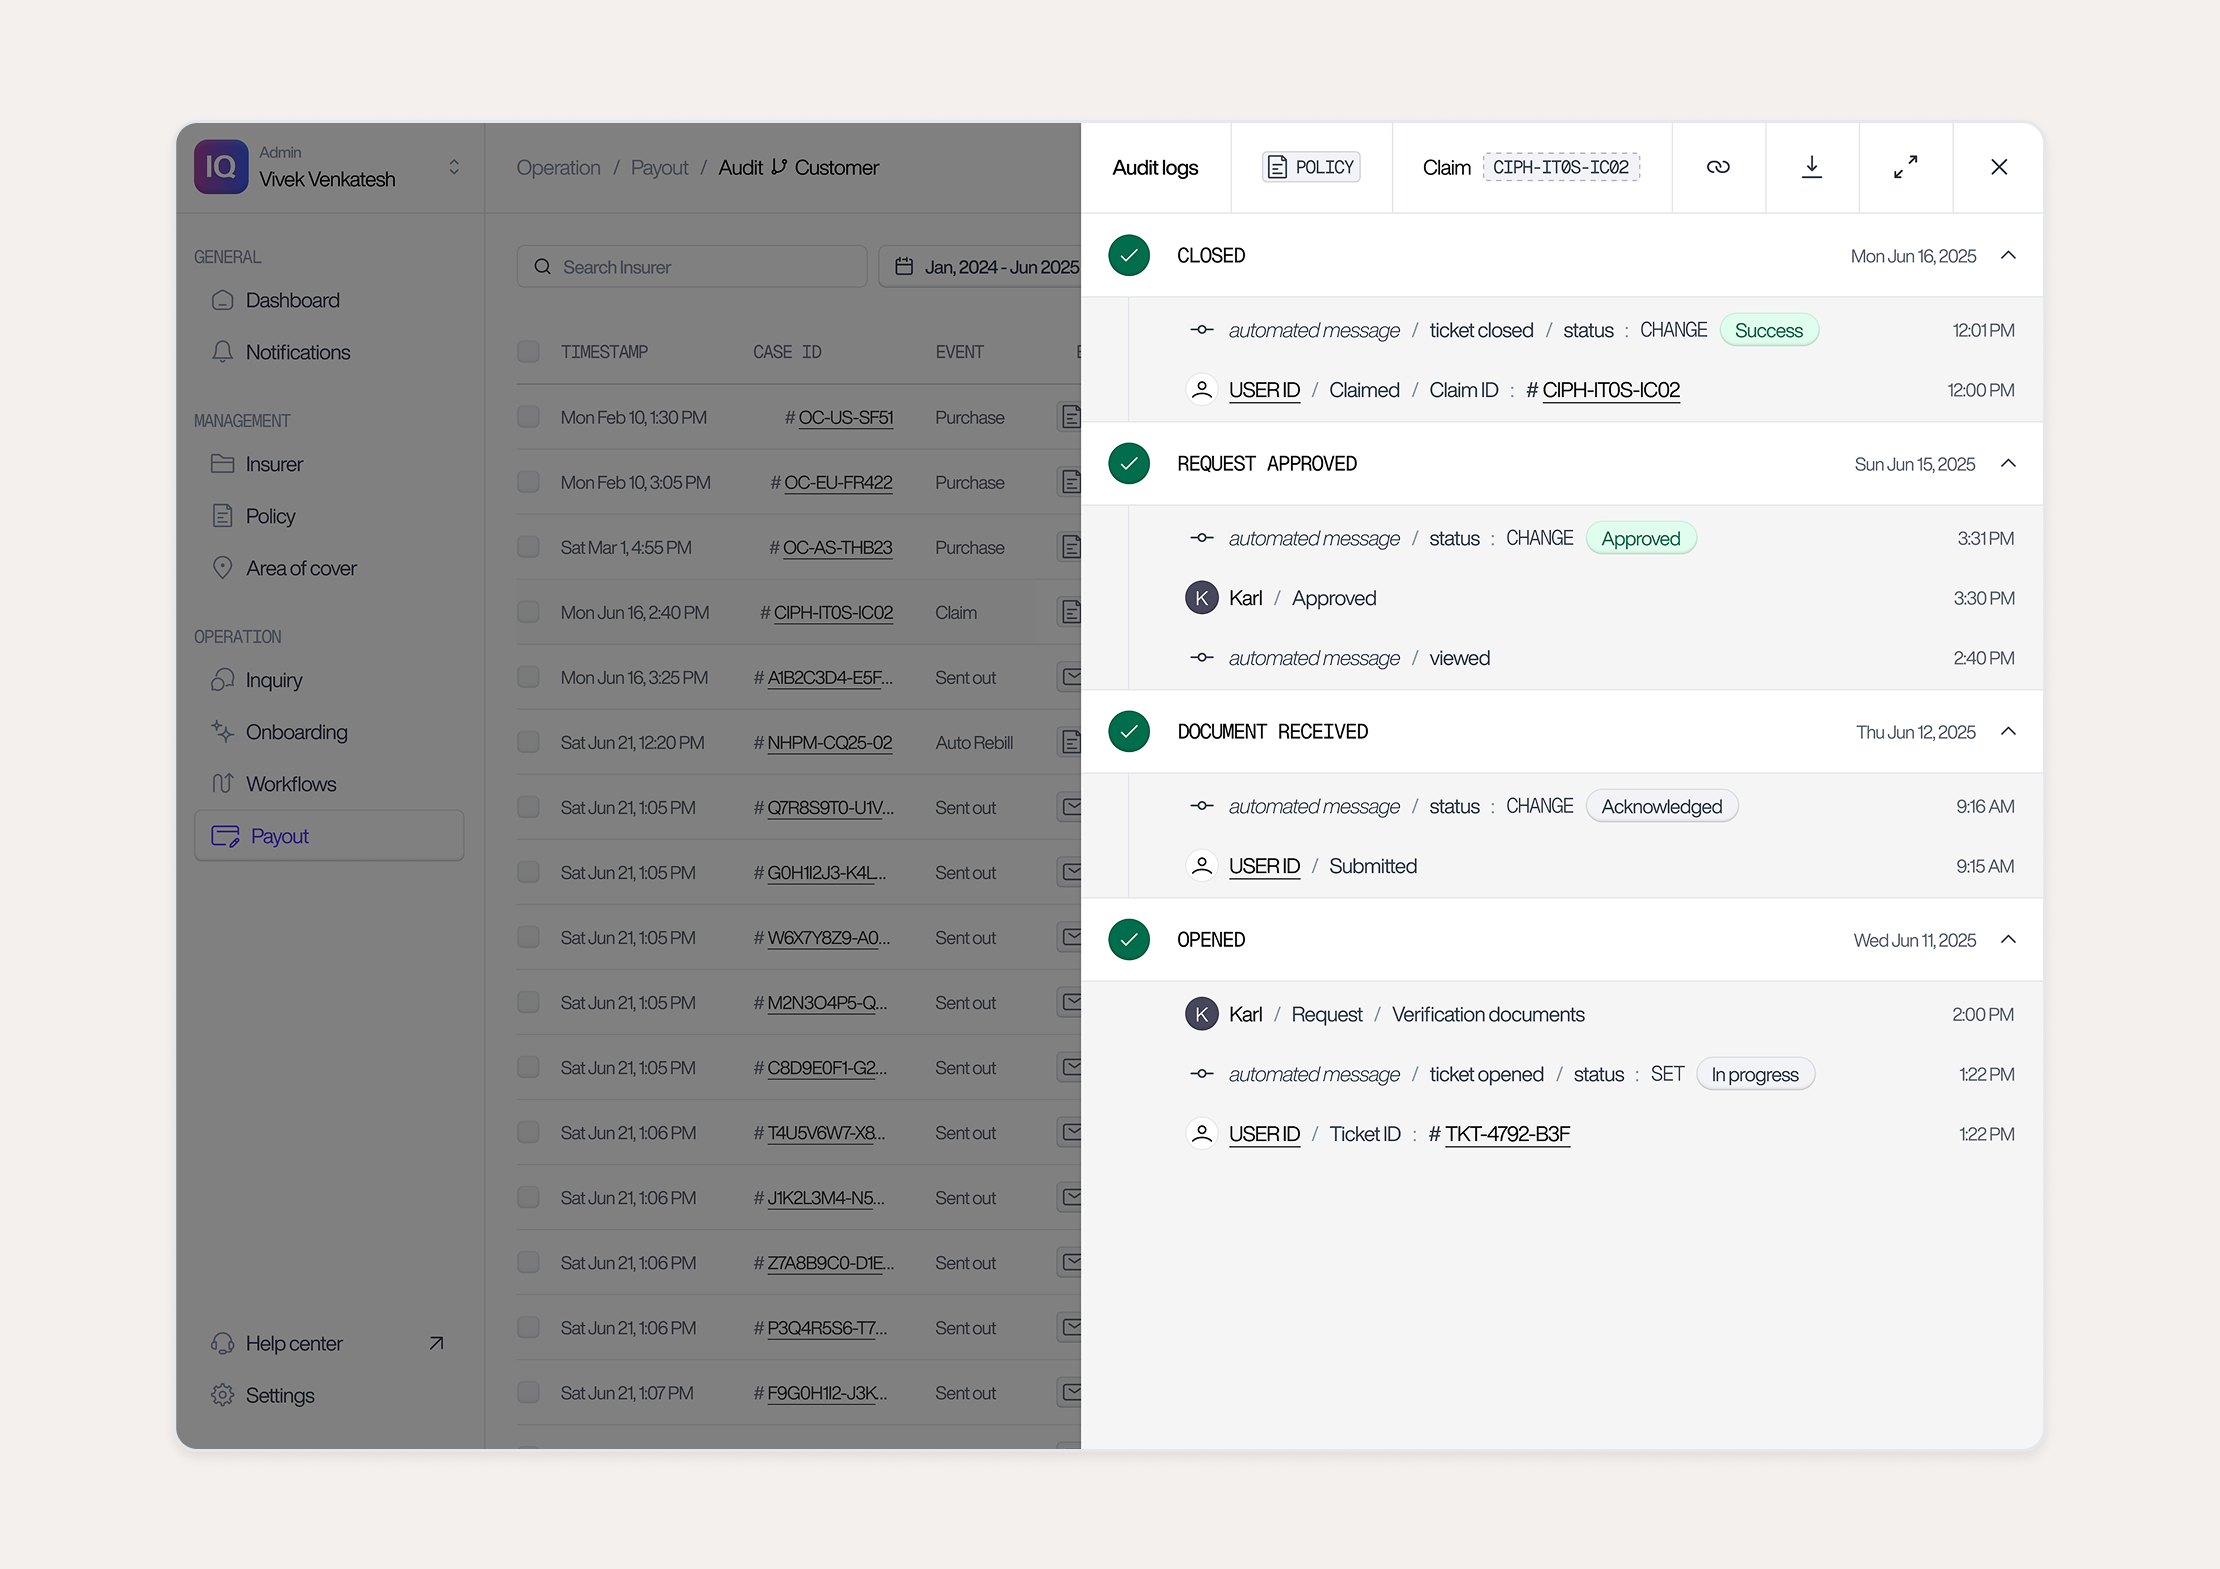 IQ
Admin
Vivek Venkatesh
GENERAL
Dashboard
Notifications
MANAGEMENT
Insurer
Policy
Area of cover
OPERATION
Inquiry
Onboarding
Workflows
Payout
Help center
Settings
Operation / Payout / Audit Customer
Search Insurer
Jan, 2024 - Jun 2025
TIMESTAMP CASE ID EVENT
Mon Feb 10, 1:30 PM # OC-US-SF51 Purchase
Mon Feb 10, 3:05 PM # OC-EU-FR422 Purchase
Sat Mar 1, 4:55 PM # OC-AS-THB23 Purchase
Mon Jun 16, 2:40 PM # CIPH-IT0S-IC02 Claim
Mon Jun 16, 3:25 PM # A1B2C3D4-E5F... Sent out
Sat Jun 21, 12:20 PM # NHPM-CQ25-02 Auto Rebill
Sat Jun 21, 1:05 PM # Q7R8S9T0-U1V... Sent out
Sat Jun 21, 1:05 PM # G0H1I2J3-K4L... Sent out
Sat Jun 21, 1:05 PM # W6X7Y8Z9-A0... Sent out
Sat Jun 21, 1:05 PM # M2N3O4P5-Q... Sent out
Sat Jun 21, 1:05 PM # C8D9E0F1-G2... Sent out
Sat Jun 21, 1:06 PM # T4U5V6W7-X8... Sent out
Sat Jun 21, 1:06 PM # J1K2L3M4-N5... Sent out
Sat Jun 21, 1:06 PM # Z7A8B9C0-D1E... Sent out
Sat Jun 21, 1:06 PM # P3Q4R5S6-T7... Sent out
Sat Jun 21, 1:07 PM # F9G0H1I2-J3K... Sent out
Audit logs POLICY Claim CIPH-IT0S-IC02
CLOSED Mon Jun 16, 2025
automated message / ticket closed / status : CHANGE Success 12:01 PM
USER ID / Claimed / Claim ID : # CIPH-IT0S-IC02 12:00 PM
REQUEST APPROVED Sun Jun 15, 2025
automated message / status : CHANGE Approved 3:31 PM
K Karl / Approved 3:30 PM
automated message / viewed 2:40 PM
DOCUMENT RECEIVED Thu Jun 12, 2025
automated message / status : CHANGE Acknowledged 9:16 AM
USER ID / Submitted 9:15 AM
OPENED Wed Jun 11, 2025
K Karl / Request / Verification documents 2:00 PM
automated message / ticket opened / status : SET In progress 1:22 PM
USER ID / Ticket ID : # TKT-4792-B3F 1:22 PM